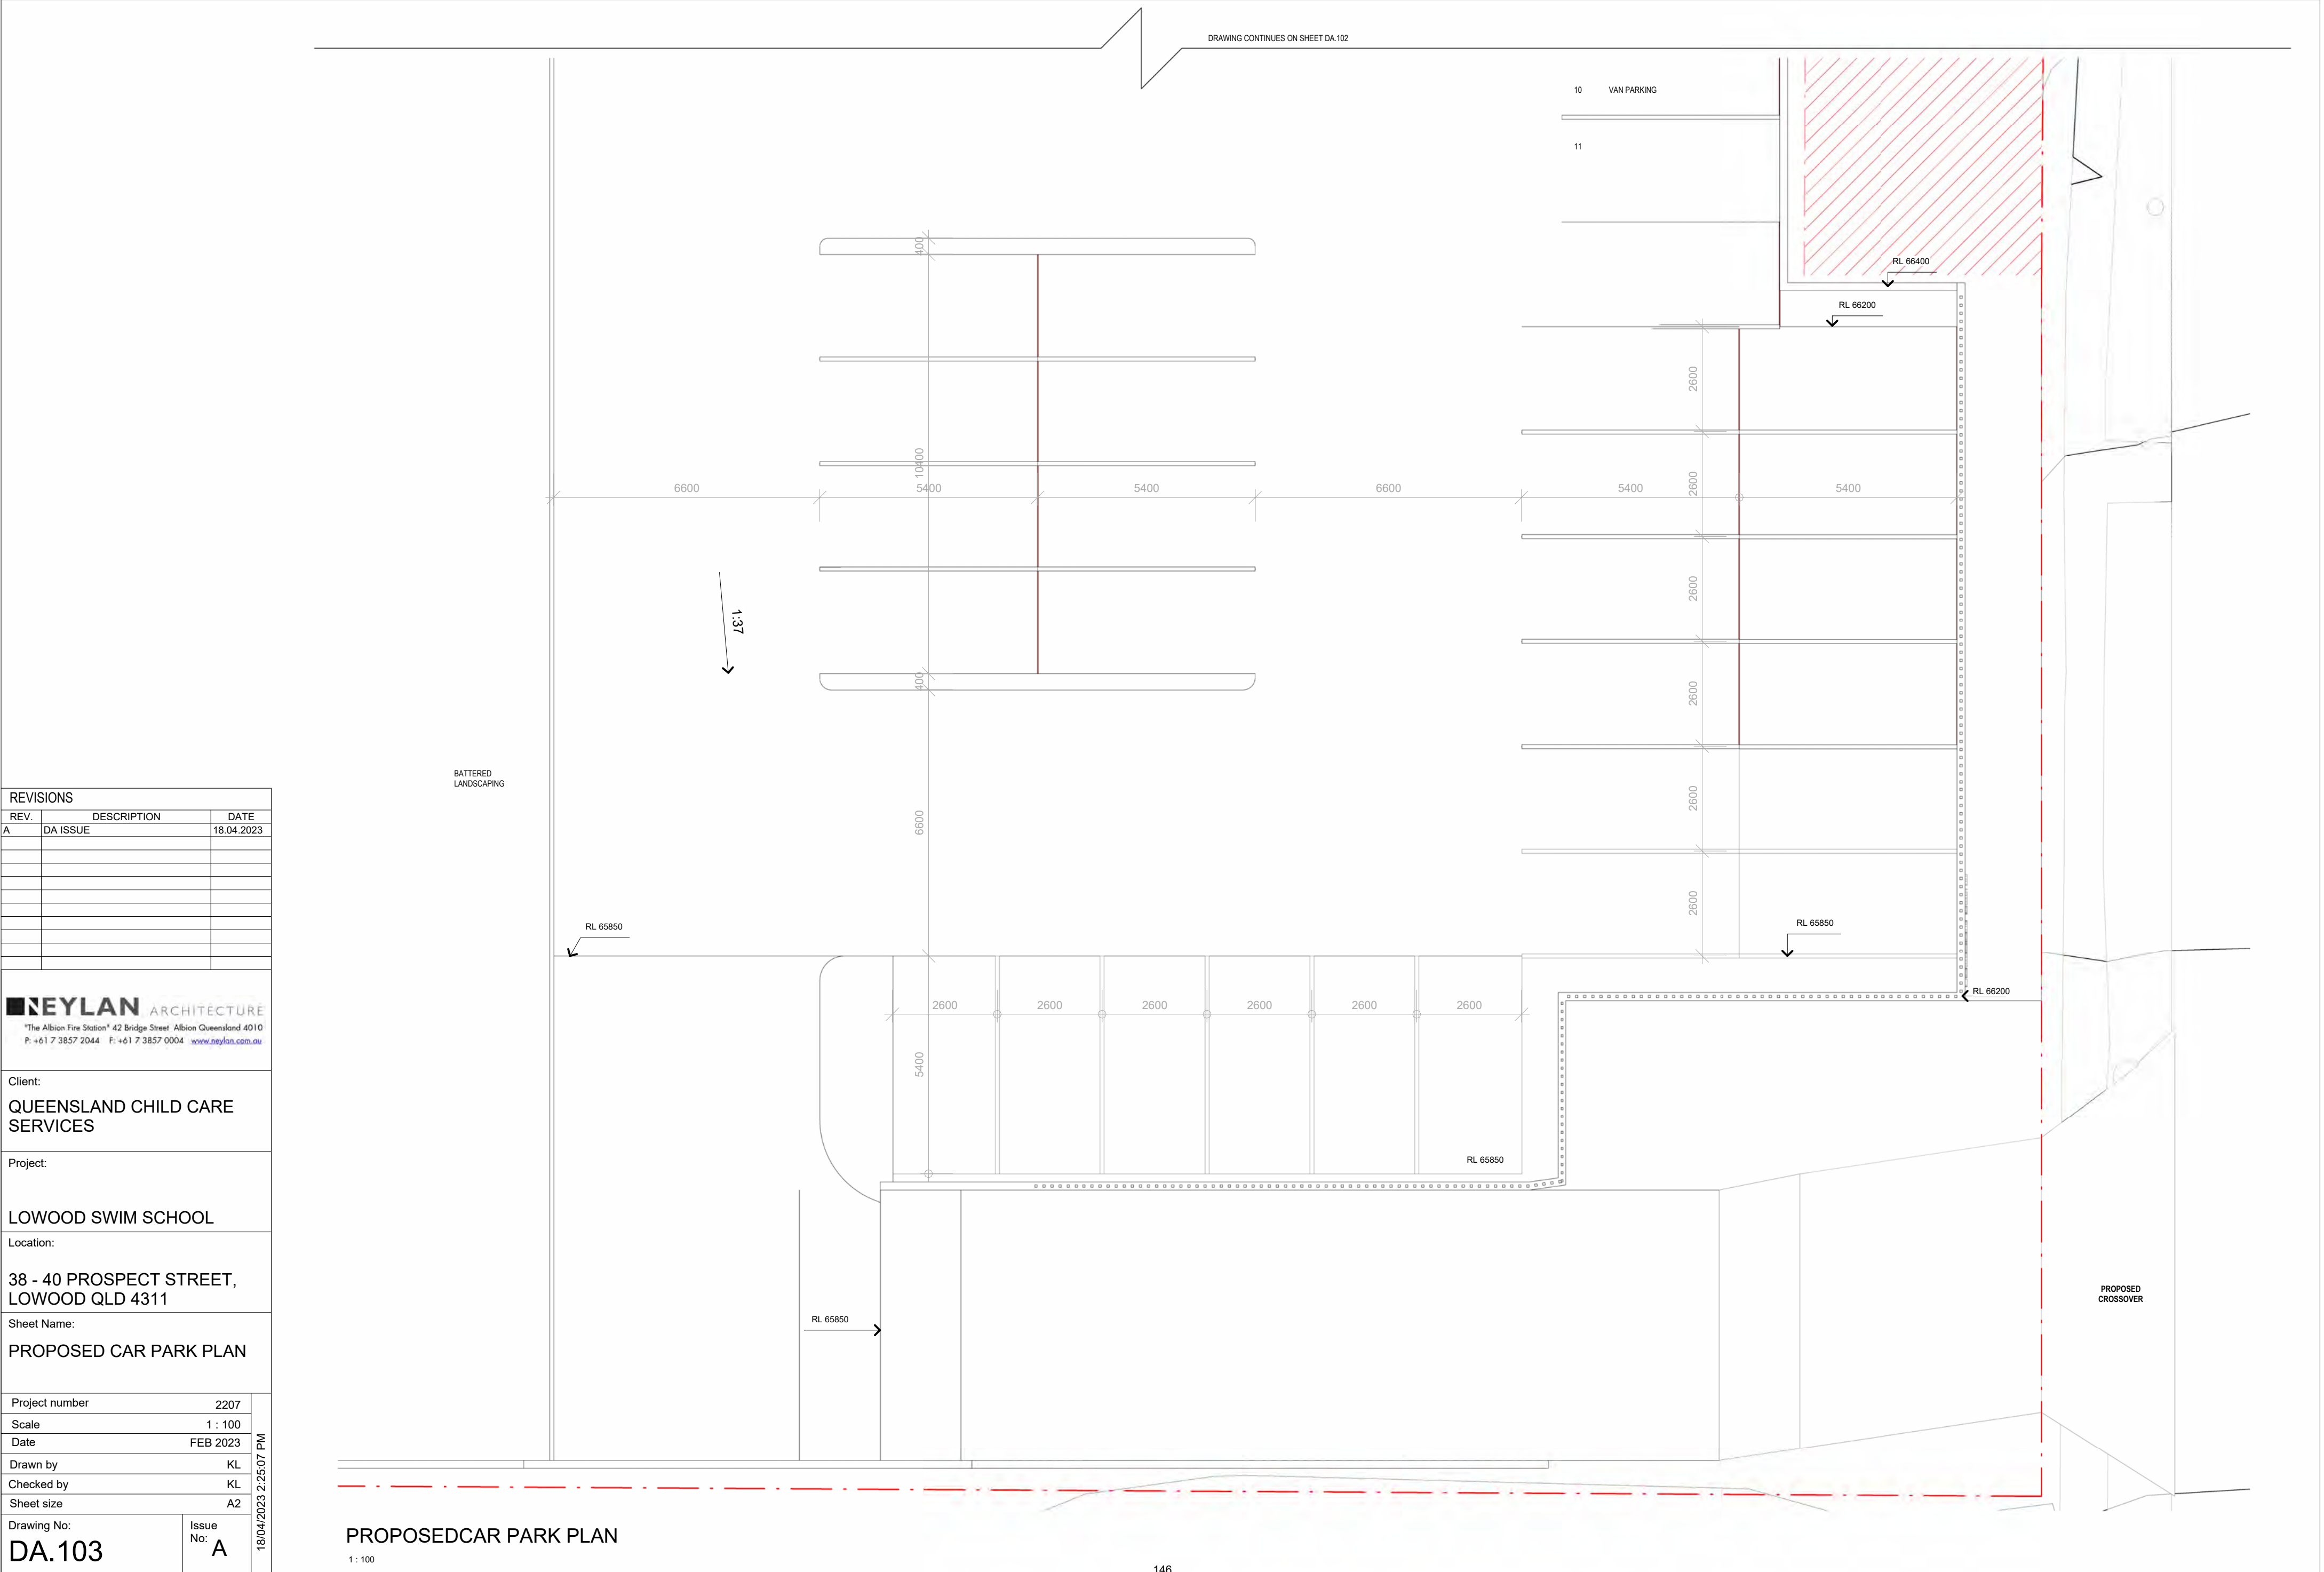 DRAWING CONTINUES ON SHEET DA.102
10 VAN PARKING
11
RL 66400
RL 66200
400
2600
10400
2600
6600
5400
5400
6600
5400
5400
2600
1:37
400
2600
BATTERED
LANDSCAPING
6600
2600
2600
RL 65850
RL 65850
RL 66200
2600
2600
2600
2600
2600
2600
5400
RL 65850
RL 65850
PROPOSED
CROSSOVER
REVISIONS
REV. DESCRIPTION DATE
A DA ISSUE 18.04.2023
NEYLAN ARCHITECTURE
"The Albion Fire Station" 42 Bridge Street Albion Queensland 4010
P: +61 7 3857 2044 F: +61 7 3857 0004 www.neylan.com.au
Client:
QUEENSLAND CHILD CARE
SERVICES
Project:
LOWOOD SWIM SCHOOL
Location:
38 - 40 PROSPECT STREET,
LOWOOD QLD 4311
Sheet Name:
PROPOSED CAR PARK PLAN
Project number 2207
Scale 1 : 100
Date FEB 2023
Drawn by KL
Checked by KL
Sheet size A2
18/04/2023 2:25:07 PM
Drawing No: Issue
No:
DA.103 A
PROPOSEDCAR PARK PLAN
1 : 100
146